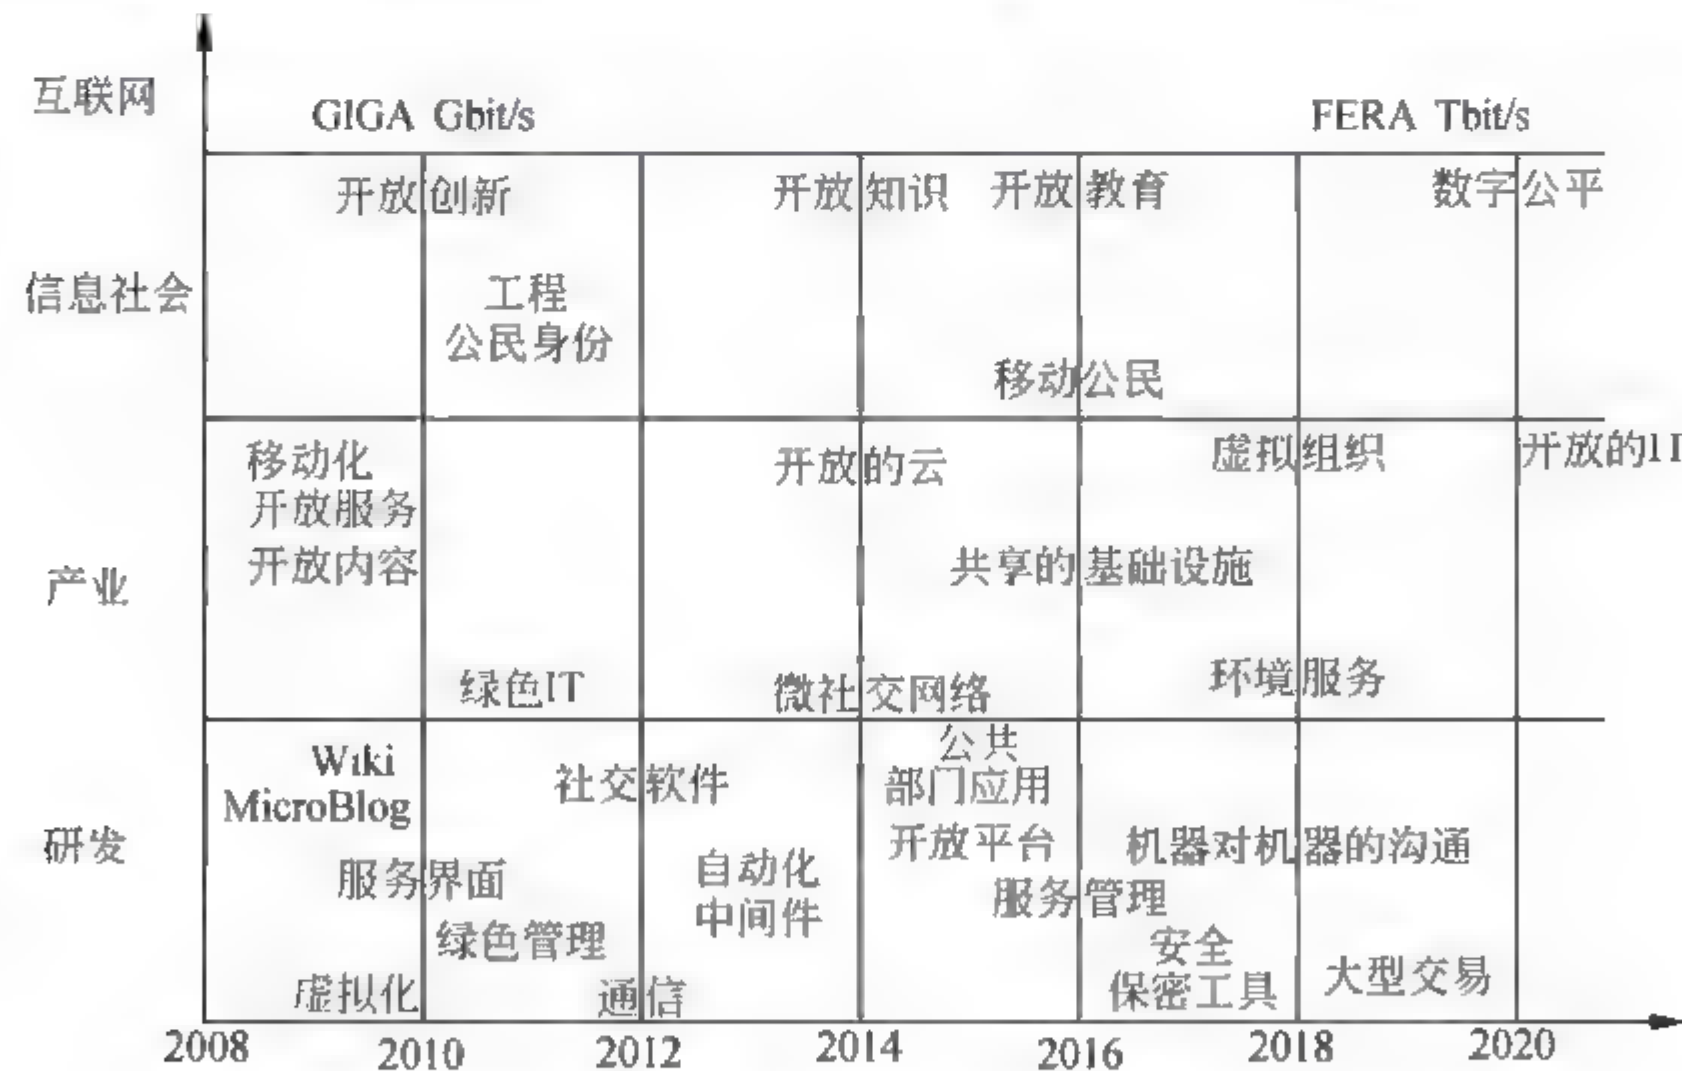 互联网
GIGA Gbit/s
FERA Tbit/s
开放创新
开放知识
开放教育
数字公平
信息社会
工程
公民身份
移动公民
移动化
开放服务
开放内容
开放的云
虚拟组织
开放的IT
产业
共享的基础设施
绿色IT
微社交网络
环境服务
Wiki
MicroBlog
社交软件
公共
部门应用
开放平台
研发
机器对机器的沟通
服务界面
自动化
中间件
服务管理
绿色管理
安全
保密工具
大型交易
虚拟化
通信
2008
2010
2012
2014
2016
2018
2020